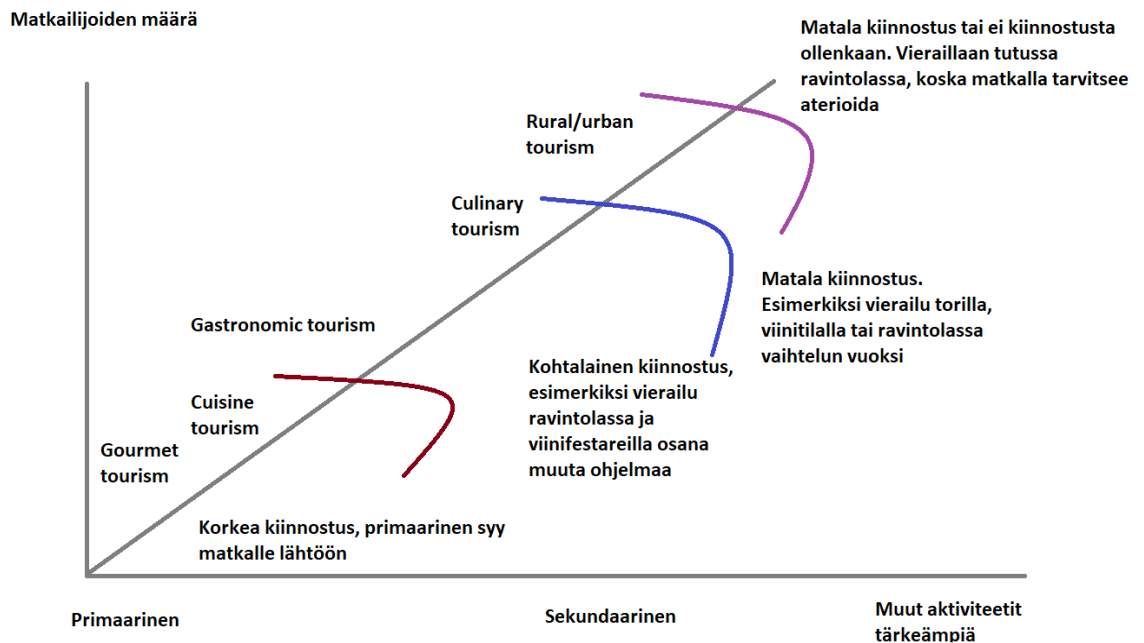 Matkailijoiden määrä
Matala kiinnostus tai ei kiinnostusta
ollenkaan. Vieraillaan tutussa
ravintolassa, koska matkalla tarvitsee
aterioida
Rural/urban
tourism
Culinary
tourism
Matala kiinnostus.
Esimerkiksi vierailu torilla,
viinitilalla tai ravintolassa
vaihtelun vuoksi
Gastronomic tourism
Kohtalainen kiinnostus,
esimerkiksi vierailu
ravintolassa ja
viinifestareilla osana
muuta ohjelmaa
Cuisine
tourism
Gourmet
tourism
Korkea kiinnostus, primaarinen syy
matkalle lähtöön
Primaarinen
Sekundaarinen
Muut aktiviteetit
tärkeämpiä